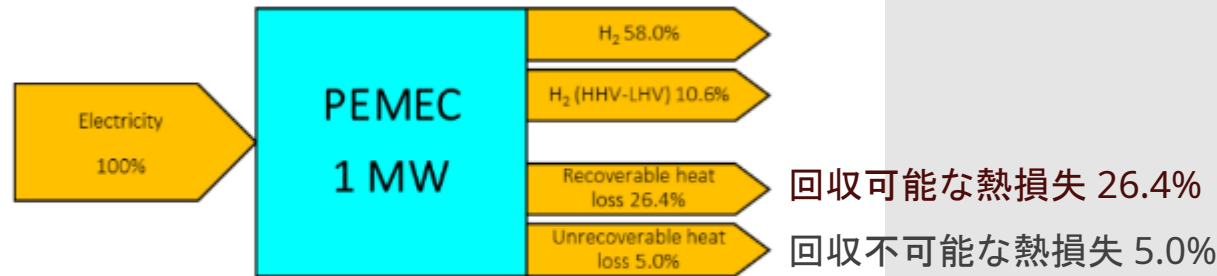 Electricity
100%
PEMEC
1 MW
H₂ 58.0%
H₂ (HHV-LHV) 10.6%
Recoverable heat
loss 26.4%
Unrecoverable heat
loss 5.0%
回収可能な熱損失 26.4%
回収不可能な熱損失 5.0%